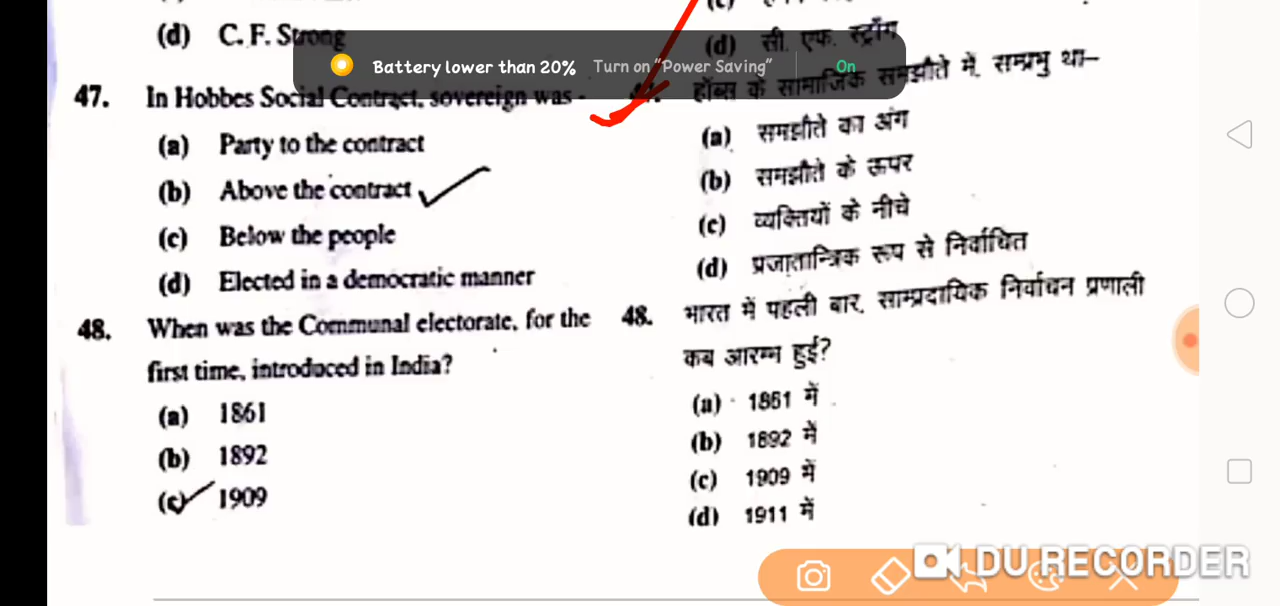 (d) C. F. Strong
(d) सी. एफ. स्ट्रॉंग
Battery lower than 20% Turn on "Power Saving" On
47. In Hobbes Social Contract, sovereign was -
(a) Party to the contract
(b) Above the contract
(c) Below the people
(d) Elected in a democratic manner
48. When was the Communal electorate, for the
first time, introduced in India?
(a) 1861
(b) 1892
(c) 1909
हॉब्स के सामाजिक समझौते में, सम्प्रभु था–
(a) समझौते का अंग
(b) समझौते के ऊपर
(c) व्यक्तियों के नीचे
(d) प्रजातान्त्रिक रूप से निर्वाचित
48. भारत में पहली बार, साम्प्रदायिक निर्वाचन प्रणाली
कब आरम्भ हुई?
(a) 1861 में
(b) 1892 में
(c) 1909 में
(d) 1911 में
DU RECORDER